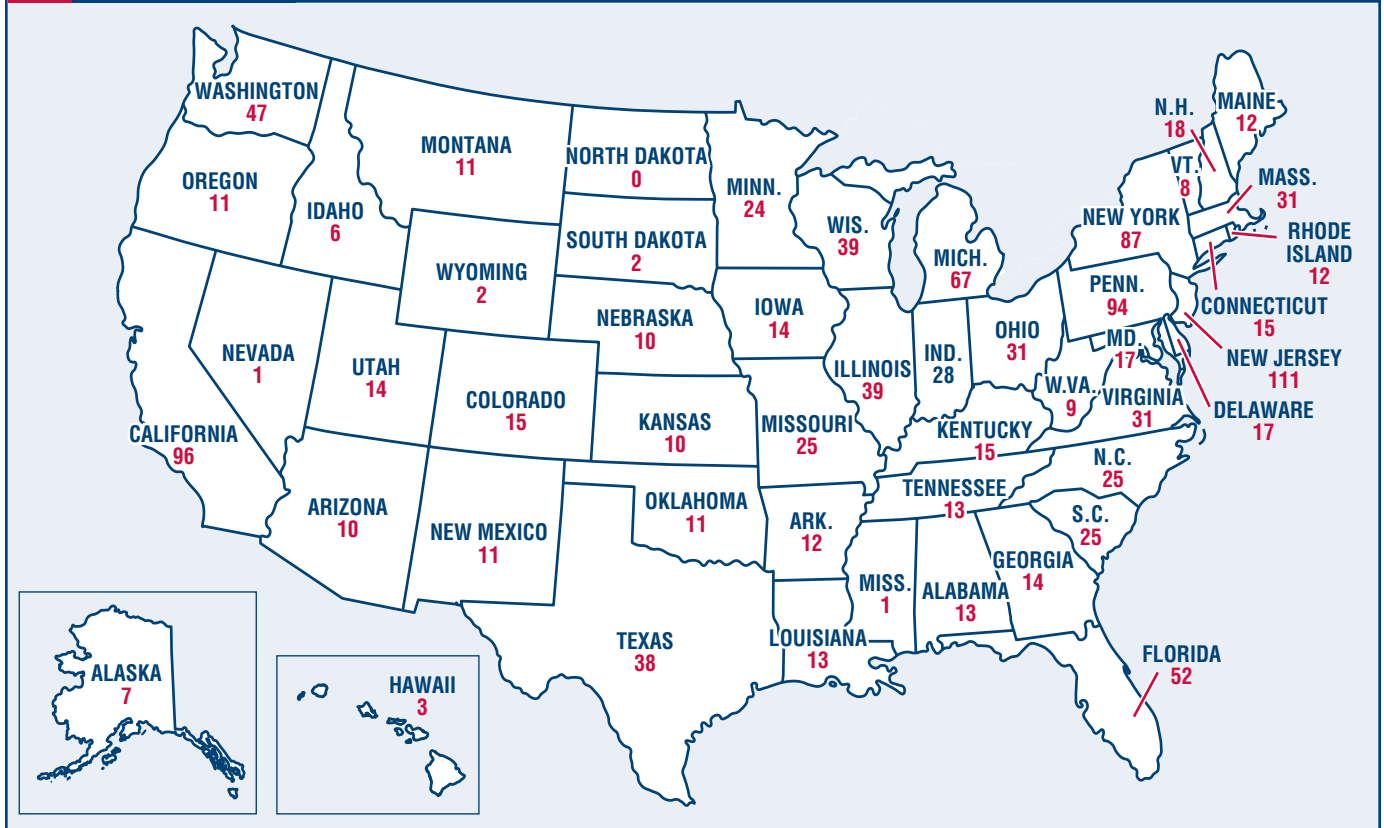 WASHINGTON
47
OREGON
11
IDAHO
6
MONTANA
11
NORTH DAKOTA
0
SOUTH DAKOTA
2
WYOMING
2
NEBRASKA
10
NEVADA
1
UTAH
14
COLORADO
15
KANSAS
10
CALIFORNIA
96
ARIZONA
10
NEW MEXICO
11
OKLAHOMA
11
TEXAS
38
MINN.
24
IOWA
14
MISSOURI
25
ARK.
12
LOUISIANA
13
WIS.
39
ILLINOIS
39
MICH.
67
IND.
28
OHIO
31
KENTUCKY
15
TENNESSEE
13
MISS.
1
ALABAMA
13
GEORGIA
14
FLORIDA
52
S.C.
25
N.C.
25
VIRGINIA
31
W.VA.
9
MD.
17
PENN.
94
NEW YORK
87
VT.
8
N.H.
18
MAINE
12
MASS.
31
RHODE
ISLAND
12
CONNECTICUT
15
NEW JERSEY
111
DELAWARE
17
ALASKA
7
HAWAII
3